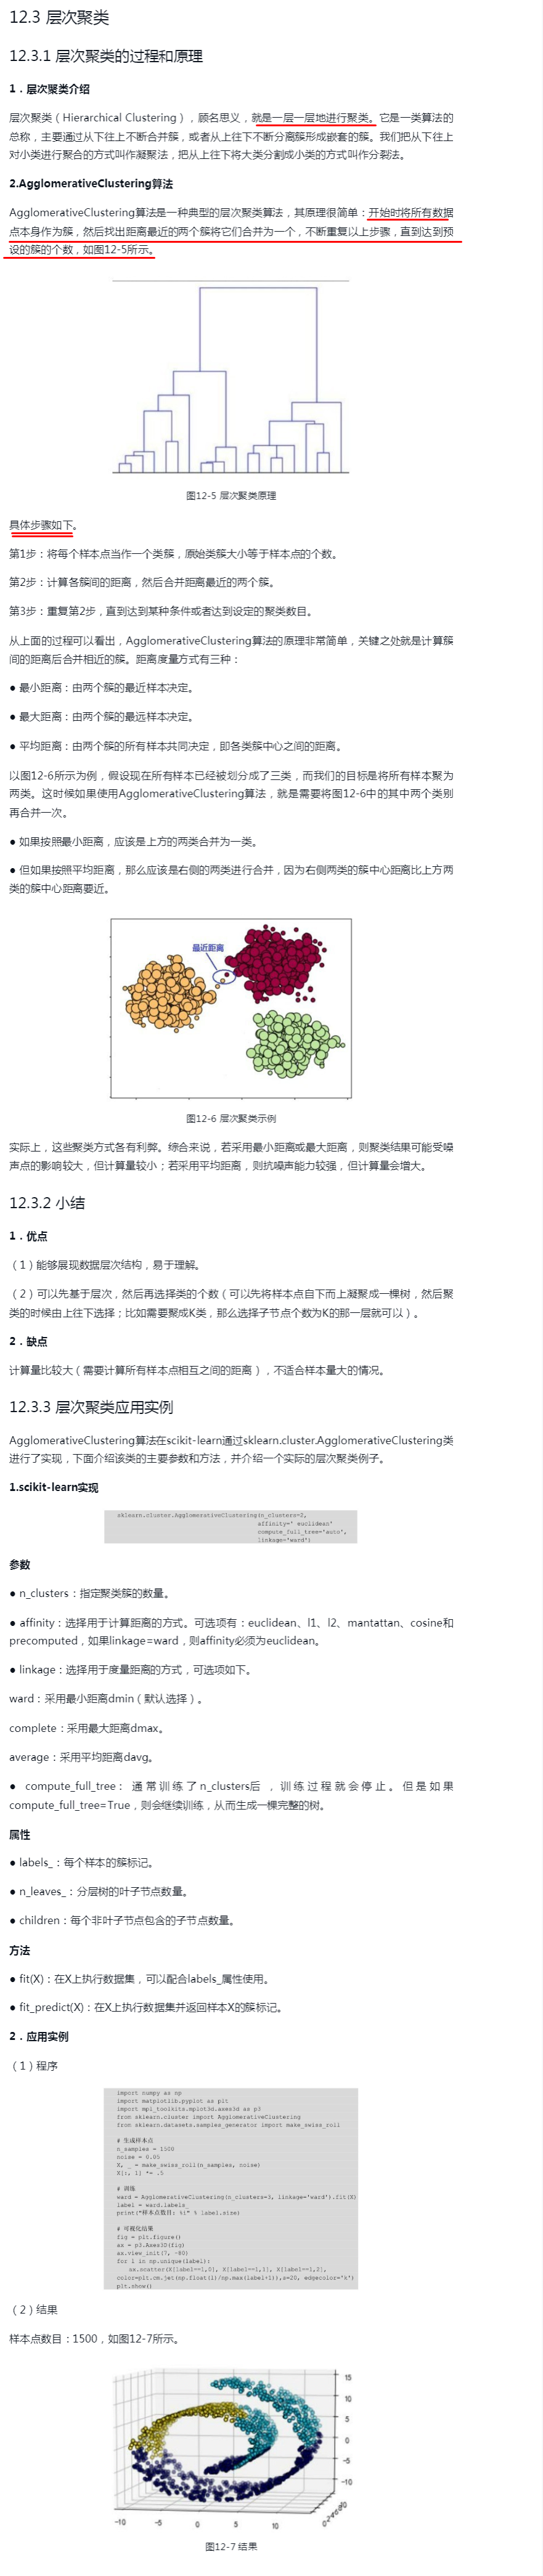 12.3 层次聚类
12.3.1 层次聚类的过程和原理
1．层次聚类介绍
层次聚类（Hierarchical Clustering），顾名思义，就是一层一层地进行聚类。它是一类算法的
总称，主要通过从下往上不断合并簇，或者从上往下不断分离簇形成嵌套的簇。我们把从下往上
对小类进行聚合的方式叫作凝聚法，把从上往下将大类分割成小类的方式叫作分裂法。
2.AgglomerativeClustering算法
AgglomerativeClustering算法是一种典型的层次聚类算法，其原理很简单：开始时将所有数据
点本身作为簇，然后找出距离最近的两个簇将它们合并为一个，不断重复以上步骤，直到达到预
设的簇的个数，如图12-5所示。
图12-5 层次聚类原理
具体步骤如下。
第1步：将每个样本点当作一个类簇，原始类簇大小等于样本点的个数。
第2步：计算各簇间的距离，然后合并距离最近的两个簇。
第3步：重复第2步，直到达到某种条件或者达到设定的聚类数目。
从上面的过程可以看出，AgglomerativeClustering算法的原理非常简单，关键之处就是计算簇
间的距离后合并相近的簇。距离度量方式有三种：
● 最小距离：由两个簇的最近样本决定。
● 最大距离：由两个簇的最远样本决定。
● 平均距离：由两个簇的所有样本共同决定，即各类簇中心之间的距离。
以图12-6所示为例，假设现在所有样本已经被划分成了三类，而我们的目标是将所有样本聚为
两类。这时候如果使用AgglomerativeClustering算法，就是需要将图12-6中的其中两个类别
再合并一次。
● 如果按照最小距离，应该是上方的两类合并为一类。
● 但如果按照平均距离，那么应该是右侧的两类进行合并，因为右侧两类的簇中心距离比上方两
类的簇中心距离要近。
最近距离
图12-6 层次聚类示例
实际上，这些聚类方式各有利弊。综合来说，若采用最小距离或最大距离，则聚类结果可能受噪
声点的影响较大，但计算量较小；若采用平均距离，则抗噪声能力较强，但计算量会增大。
12.3.2 小结
1．优点
（1）能够展现数据层次结构，易于理解。
（2）可以先基于层次，然后再选择类的个数（可以先将样本点自下而上凝聚成一棵树，然后聚
类的时候由上往下选择；比如需要聚成K类，那么选择子节点个数为K的那一层就可以）。
2．缺点
计算量比较大（需要计算所有样本点相互之间的距离），不适合样本量大的情况。
12.3.3 层次聚类应用实例
AgglomerativeClustering算法在scikit-learn通过sklearn.cluster.AgglomerativeClustering类
进行了实现，下面介绍该类的主要参数和方法，并介绍一个实际的层次聚类例子。
1.scikit-learn实现
sklearn.cluster.AgglomerativeClustering(n_clusters=2,
affinity=' euclidean'
compute_full_tree='auto',
linkage='ward')
参数
● n_clusters：指定聚类簇的数量。
● affinity：选择用于计算距离的方式。可选项有：euclidean、l1、l2、mantattan、cosine和
precomputed，如果linkage=ward，则affinity必须为euclidean。
● linkage：选择用于度量距离的方式，可选项如下。
ward：采用最小距离dmin（默认选择）。
complete：采用最大距离dmax。
average：采用平均距离davg。
● compute_full_tree：通常训练了n_clusters后，训练过程就会停止。但是如果
compute_full_tree=True，则会继续训练，从而生成一棵完整的树。
属性
● labels_：每个样本的簇标记。
● n_leaves_：分层树的叶子节点数量。
● children：每个非叶子节点包含的子节点数量。
方法
● fit(X)：在X上执行数据集，可以配合labels_属性使用。
● fit_predict(X)：在X上执行数据集并返回样本X的簇标记。
2．应用实例
（1）程序
import numpy as np
import matplotlib.pyplot as plt
import mpl_toolkits.mplot3d.axes3d as p3
from sklearn.cluster import AgglomerativeClustering
from sklearn.datasets.samples_generator import make_swiss_roll
# 生成样本点
n_samples = 1500
noise = 0.05
X, _ = make_swiss_roll(n_samples, noise)
X[:, 1] *= .5
# 训练
ward = AgglomerativeClustering(n_clusters=3, linkage='ward').fit(X)
label = ward.labels_
print("样本点数目: %i" % label.size)
# 可视化结果
fig = plt.figure()
ax = p3.Axes3D(fig)
ax.view_init(7, -80)
for l in np.unique(label):
ax.scatter(X[label==l,0], X[label==l,1], X[label==l,2],
color=plt.cm.jet(np.float(l)/np.max(label+1)),s=20, edgecolor='k')
plt.show()
（2）结果
样本点数目：1500，如图12-7所示。
15
10
5
0
-5
-10
-10
-5
0
5
10
图12-7 结果